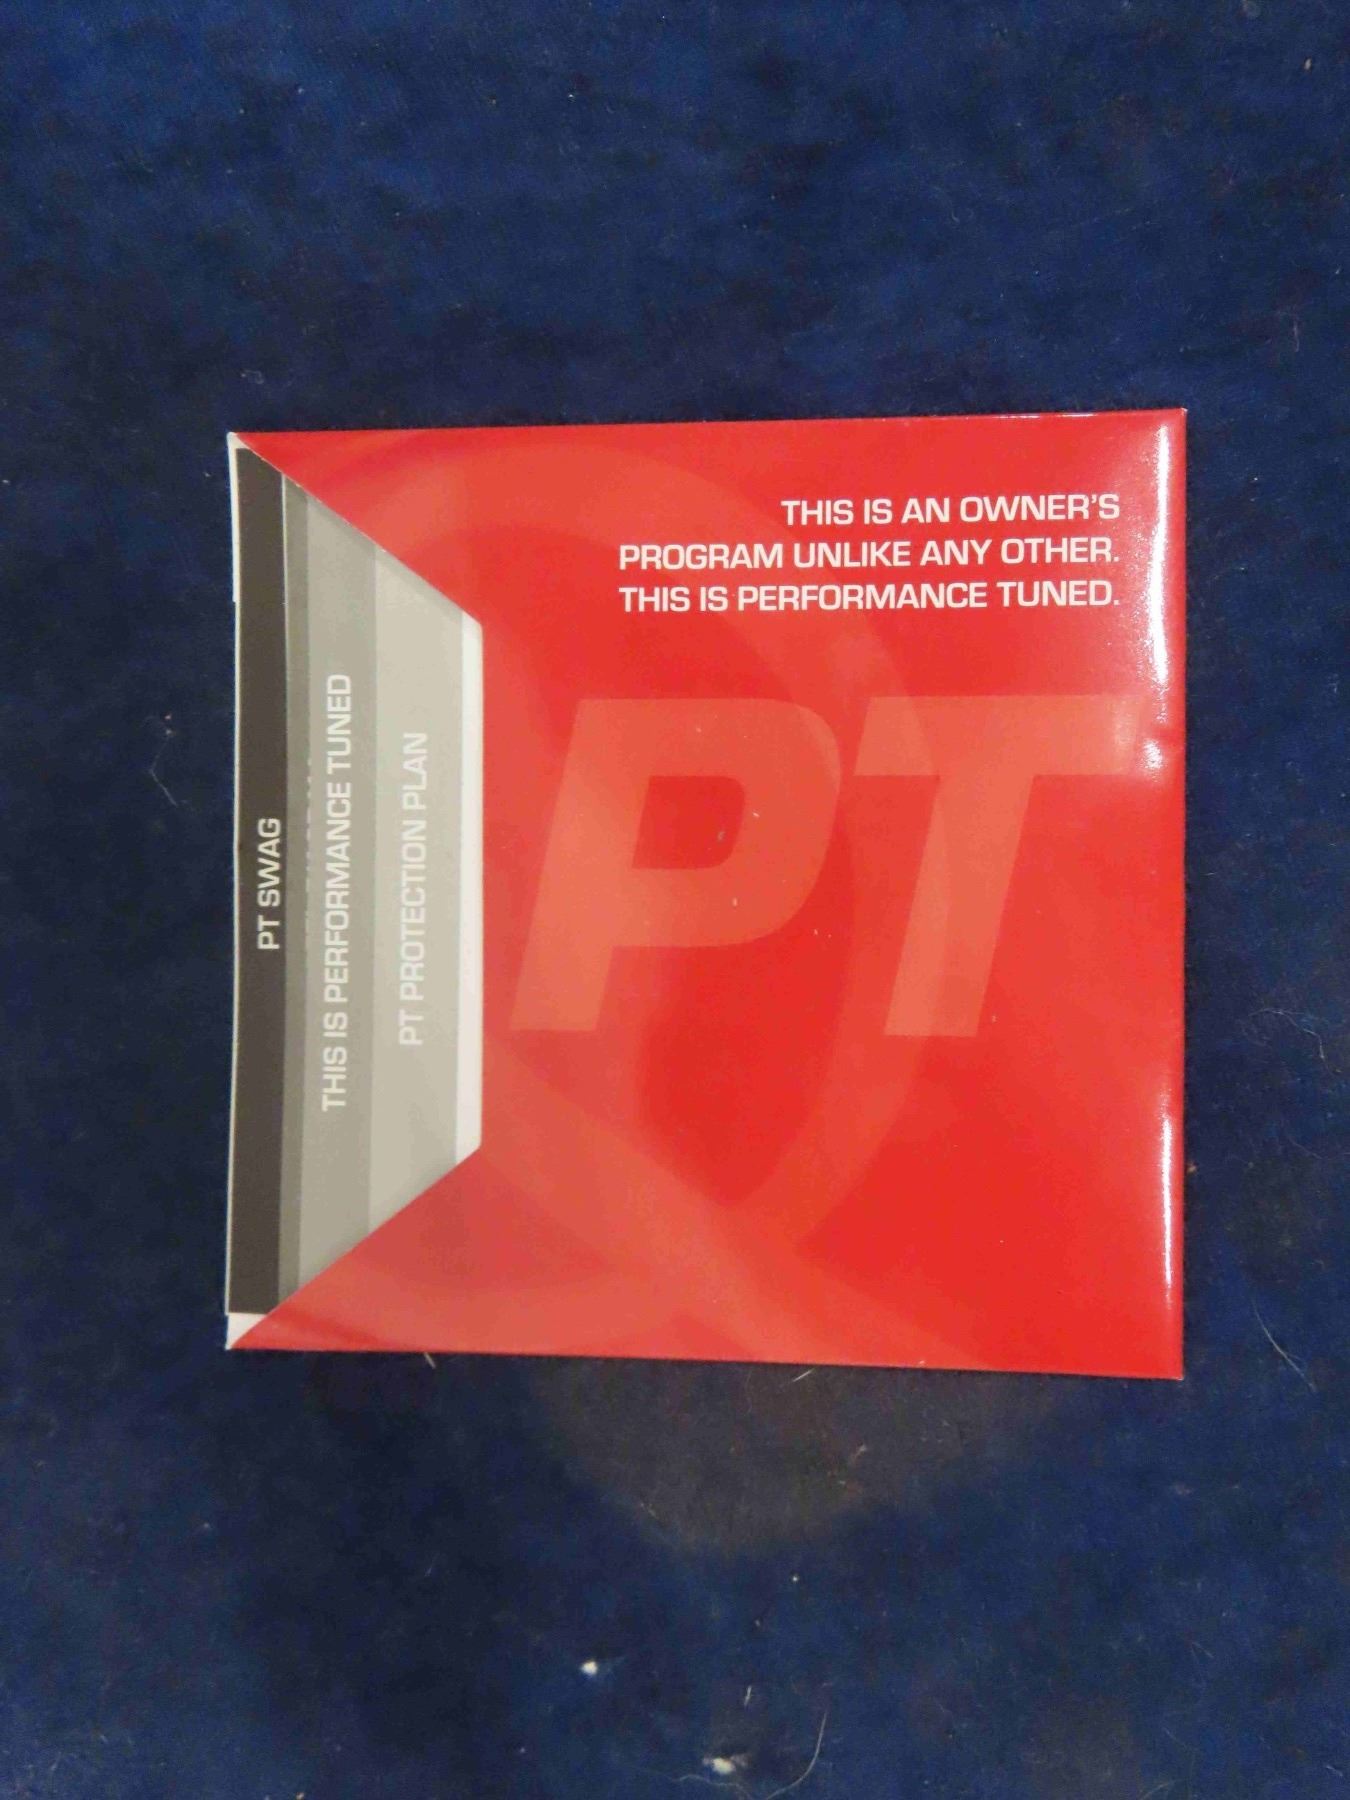 THIS IS AN OWNER'S
PROGRAM UNLIKE ANY OTHER.
THIS IS PERFORMANCE TUNED.
PT
PT SWAG
THIS IS PERFORMANCE TUNED
PT PROTECTION PLAN